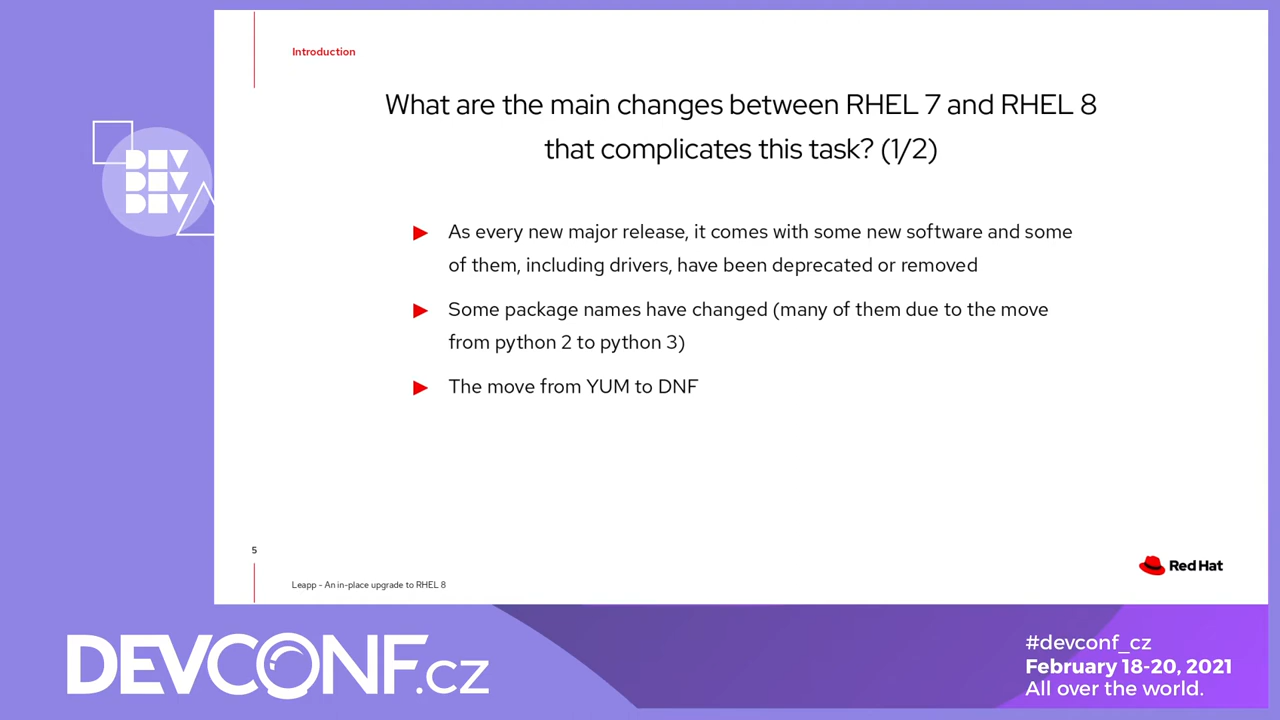 Introduction
What are the main changes between RHEL 7 and RHEL 8
that complicates this task? (1/2)
DEV
DEV
DEV
▶ As every new major release, it comes with some new software and some
of them, including drivers, have been deprecated or removed
▶ Some package names have changed (many of them due to the move
from python 2 to python 3)
▶ The move from YUM to DNF
5
Red Hat
Leapp - An in-place upgrade to RHEL 8
DEVCONF.cz
#devconf_cz
February 18-20, 2021
All over the world.